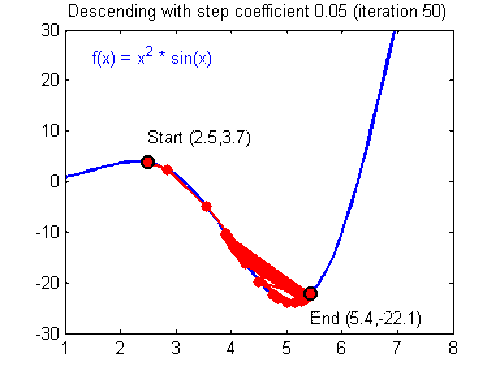 Descending with step coefficient 0.05 (iteration 50)
30
f(x) = x² * sin(x)
20
10
Start (2.5,3.7)
0
-10
-20
End (5.4,-22.1)
-30
1 2 3 4 5 6 7 8